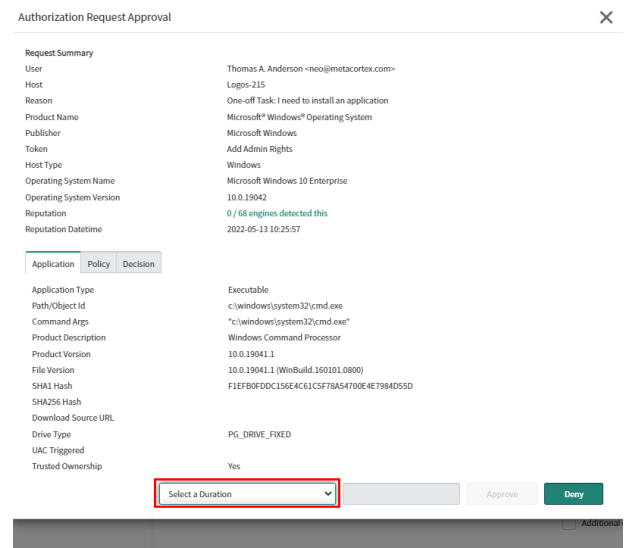 Authorization Request Approval
Request Summary
User Thomas A. Anderson <neo@metacortex.com>
Host Logos-215
Reason One-off Task: I need to install an application
Product Name Microsoft® Windows® Operating System
Publisher Microsoft Windows
Token Add Admin Rights
Host Type Windows
Operating System Name Microsoft Windows 10 Enterprise
Operating System Version 10.0.19042
Reputation 0 / 68 engines detected this
Reputation Datetime 2022-05-13 10:25:57
Application Policy Decision
Application Type Executable
Path/Object Id c:\windows\system32\cmd.exe
Command Args "c:\windows\system32\cmd.exe"
Product Description Windows Command Processor
Product Version 10.0.19041.1
File Version 10.0.19041.1 (WinBuild.160101.0800)
SHA1 Hash F1EFB0FDDC156E4C61C5F78A54700E4E7984D55D
SHA256 Hash
Download Source URL
Drive Type PG_DRIVE_FIXED
UAC Triggered
Trusted Ownership Yes
Select a Duration Approve Deny
Additional